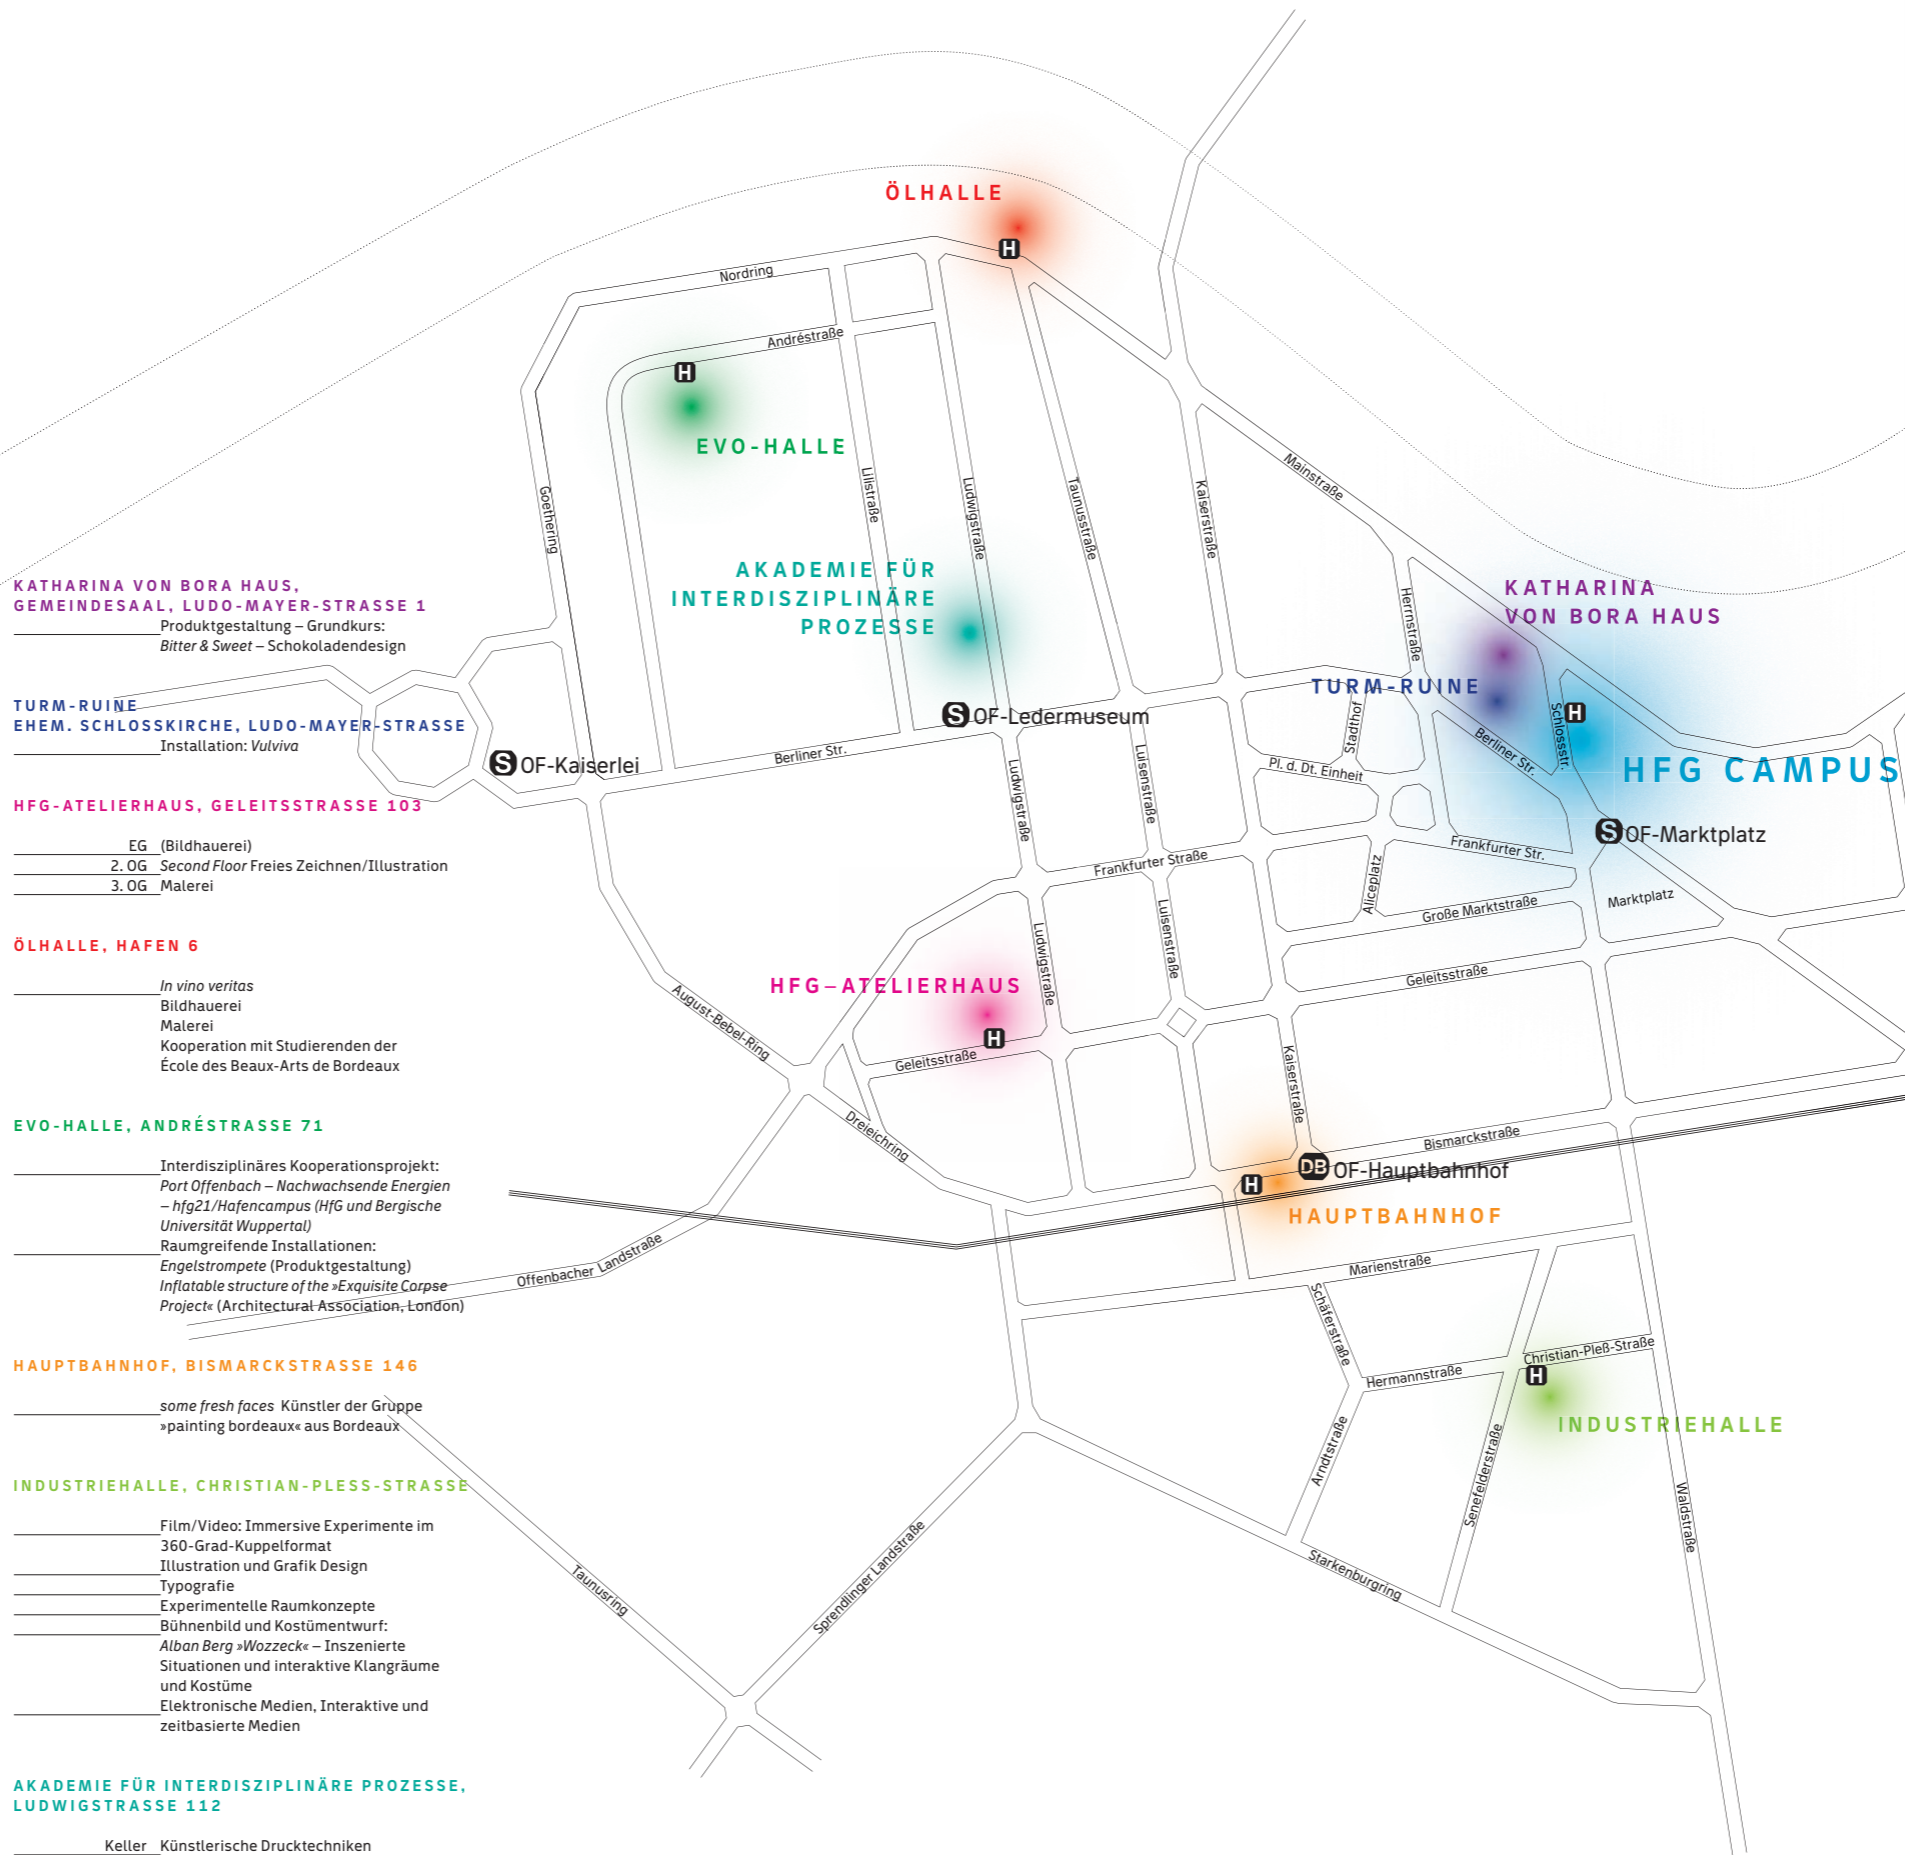 KATHARINA VON BORA HAUS,
GEMEINDESAAL, LUDO-MAYER-STRASSE 1
Produktgestaltung – Grundkurs:
Bitter & Sweet – Schokoladendesign
TURM-RUINE
EHEM. SCHLOSSKIRCHE, LUDO-MAYER-STRASSE
Installation: Vulviva
HFG-ATELIERHAUS, GELEITSSTRASSE 103
EG (Bildhauerei)
2. OG Second Floor Freies Zeichnen/Illustration
3. OG Malerei
ÖLHALLE, HAFEN 6
In vino veritas
Bildhauerei
Malerei
Kooperation mit Studierenden der
École des Beaux-Arts de Bordeaux
EVO-HALLE, ANDRÉSTRASSE 71
Interdisziplinäres Kooperationsprojekt:
Port Offenbach – Nachwachsende Energien
– hfg21/Hafencampus (HfG und Bergische
Universität Wuppertal)
Raumgreifende Installationen:
Engelstrompete (Produktgestaltung)
Inflatable structure of the »Exquisite Corpse
Project« (Architectural Association, London)
HAUPTBAHNHOF, BISMARCKSTRASSE 146
some fresh faces Künstler der Gruppe
»painting bordeaux« aus Bordeaux
INDUSTRIEHALLE, CHRISTIAN-PLESS-STRASSE
Film/Video: Immersive Experimente im
360-Grad-Kuppelformat
Illustration und Grafik Design
Typografie
Experimentelle Raumkonzepte
Bühnenbild und Kostümentwurf:
Alban Berg »Wozzeck« – Inszenierte
Situationen und interaktive Klangräume
und Kostüme
Elektronische Medien, Interaktive und
zeitbasierte Medien
AKADEMIE FÜR INTERDISZIPLINÄRE PROZESSE,
LUDWIGSTRASSE 112
Keller Künstlerische Drucktechniken
ÖLHALLE
H
Nordring
Andréstraße
H
EVO-HALLE
Goethering
Lilistraße
Ludwigstraße
Taunusstraße
Kaiserstraße
Mainstraße
AKADEMIE FÜR
INTERDISZIPLINÄRE
PROZESSE
Herrnstraße
KATHARINA
VON BORA HAUS
TURM-RUINE
S OF-Ledermuseum
Stadthof
Schlossstr.
H
Berliner Str.
HFG CAMPUS
S OF-Kaiserlei
Berliner Str.
Ludwigstraße
Luisenstraße
Pl. d. Dt. Einheit
S OF-Marktplatz
Frankfurter Straße
Frankfurter Str.
Aliceplatz
Große Marktstraße
Marktplatz
Ludwigstraße
Luisenstraße
Geleitsstraße
HFG–ATELIERHAUS
H
August-Bebel-Ring
Geleitsstraße
Kaiserstraße
Dreieichring
Bismarckstraße
DB OF-Hauptbahnhof
H
HAUPTBAHNHOF
Offenbacher Landstraße
Marienstraße
Schäferstraße
Christian-Pleß-Straße
Hermannstraße
H
INDUSTRIEHALLE
Arndtstraße
Senefelderstraße
Waldstraße
Starkenburgring
Taunusring
Sprendlinger Landstraße